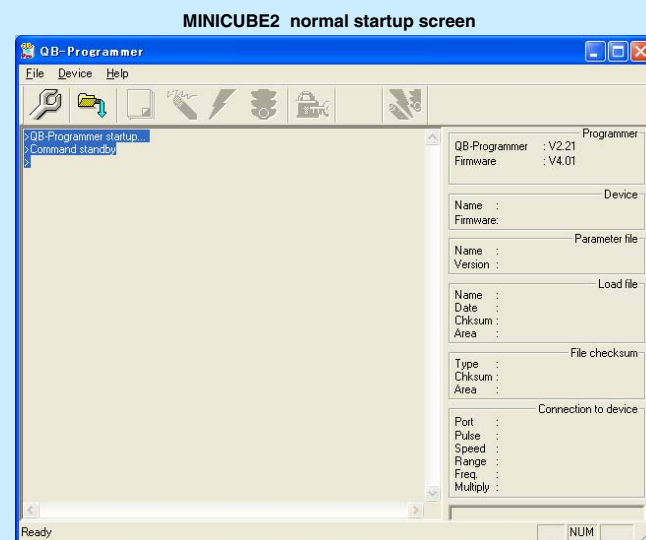 MINICUBE2 normal startup screen
QB-Programmer
File Device Help
>QB-Programmer startup...
>Command standby
>
Programmer
QB-Programmer : V2.21
Firmware : V4.01
Device
Name :
Firmware:
Parameter file
Name :
Version :
Load file
Name :
Date :
Chksum :
Area :
File checksum
Type :
Chksum :
Area :
Connection to device
Port :
Pulse :
Speed :
Range :
Freq. :
Multiply :
Ready
NUM